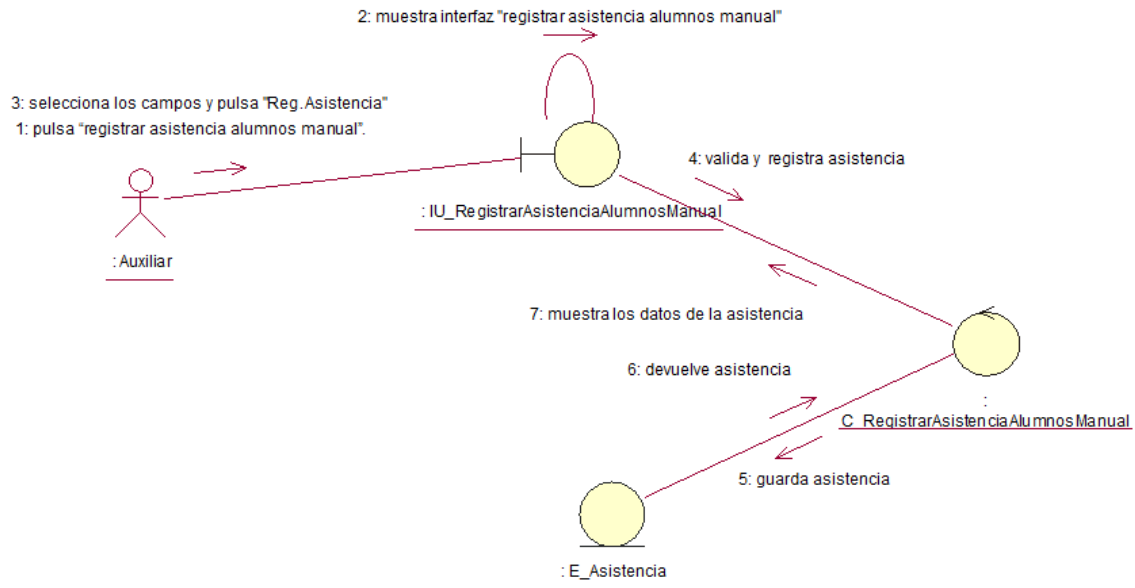 2: muestra interfaz "registrar asistencia alumnos manual"
3: selecciona los campos y pulsa "Reg.Asistencia"
1: pulsa “registrar asistencia alumnos manual”.
4: valida y registra asistencia
: IU_RegistrarAsistenciaAlumnosManual
: Auxiliar
7: muestra los datos de la asistencia
6: devuelve asistencia
:
C_RegistrarAsistenciaAlumnosManual
5: guarda asistencia
: E_Asistencia